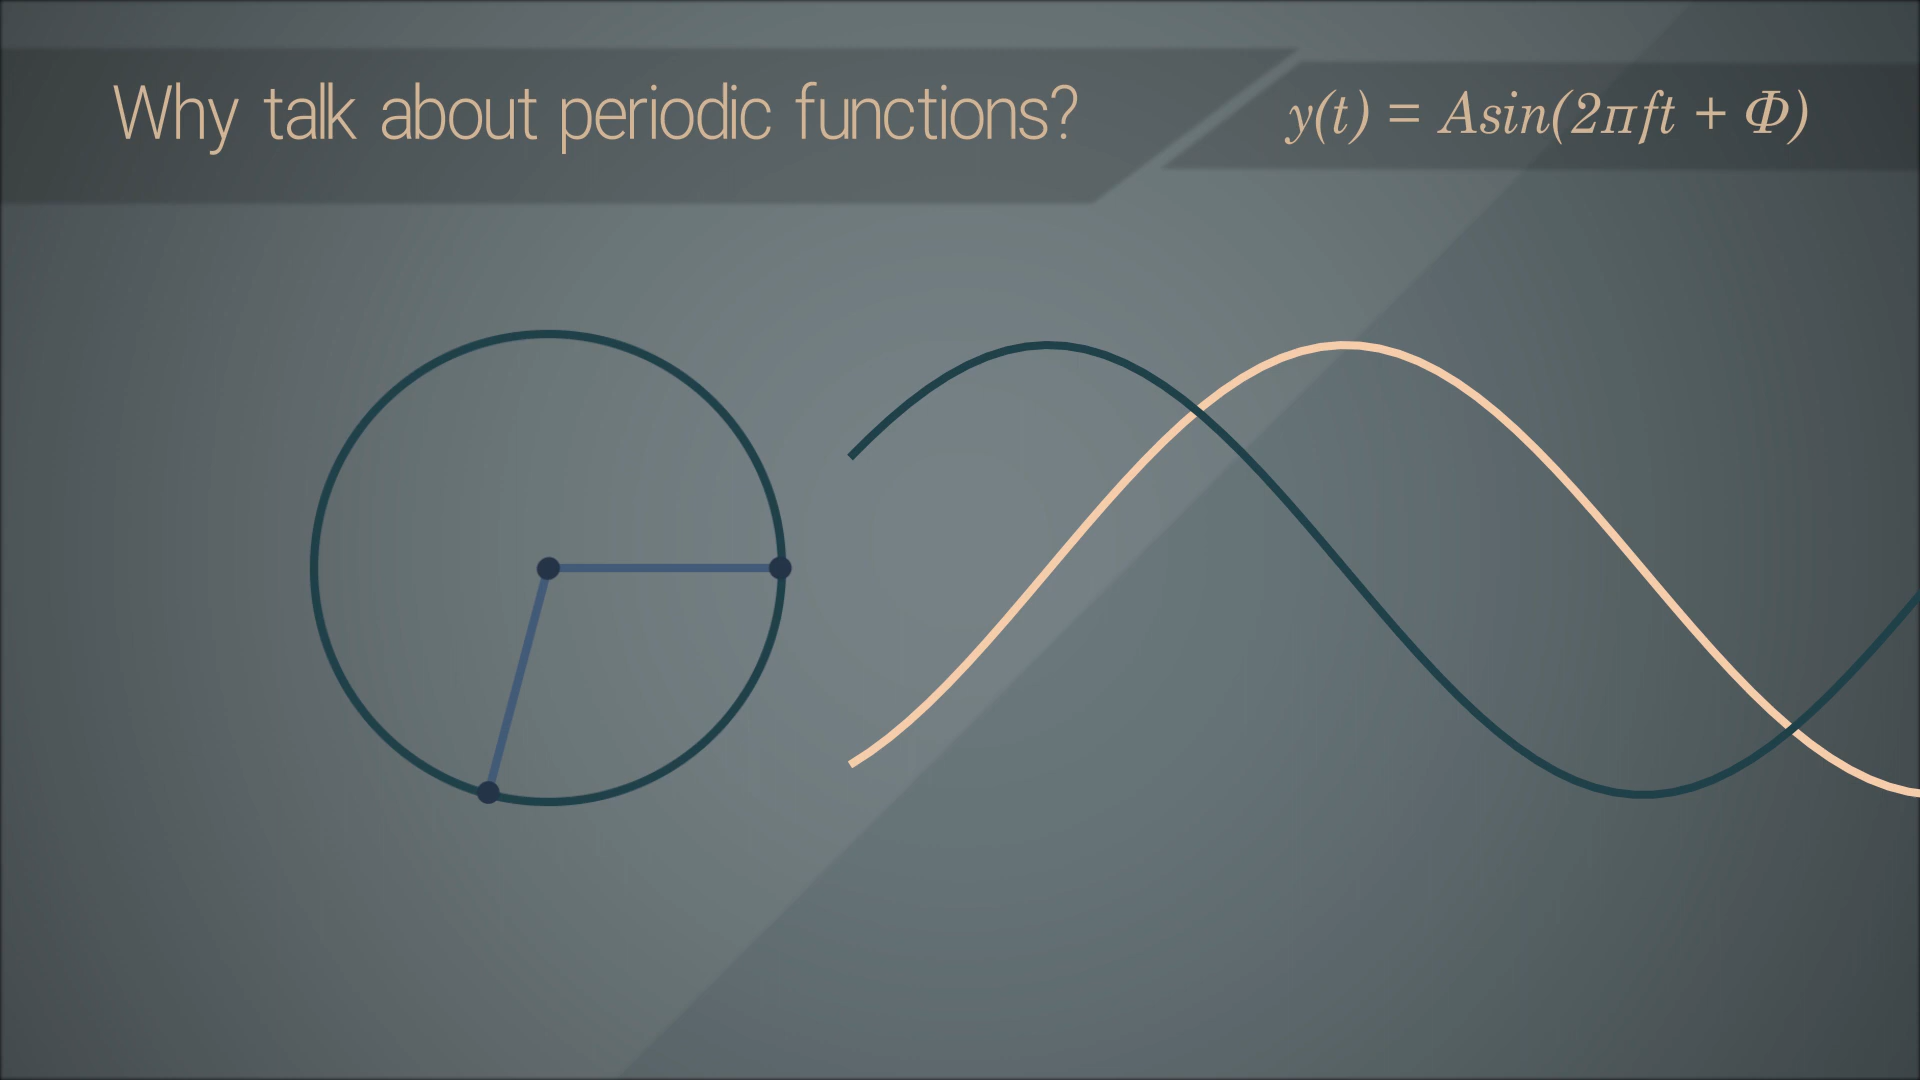 Why talk about periodic functions?
y(t) = Asin(2πft + Φ)